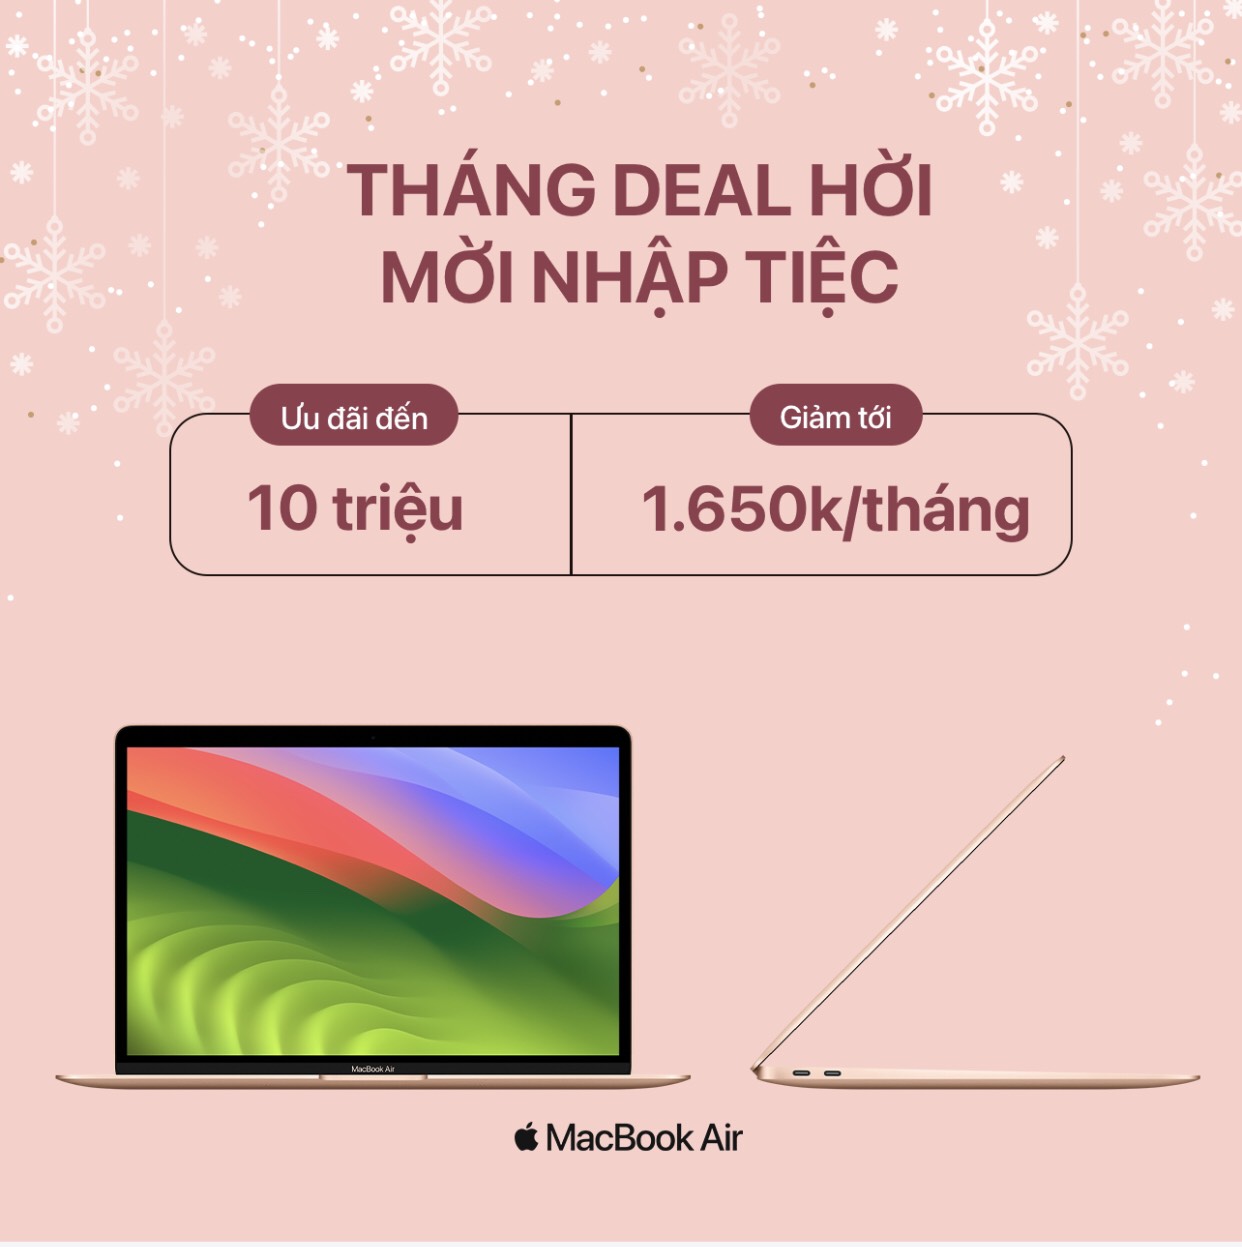 THÁNG DEAL HỜI
MỜI NHẬP TIỆC
Ưu đãi đến
10 triệu
Giảm tới
1.650k/tháng
MacBook Air
MacBook Air